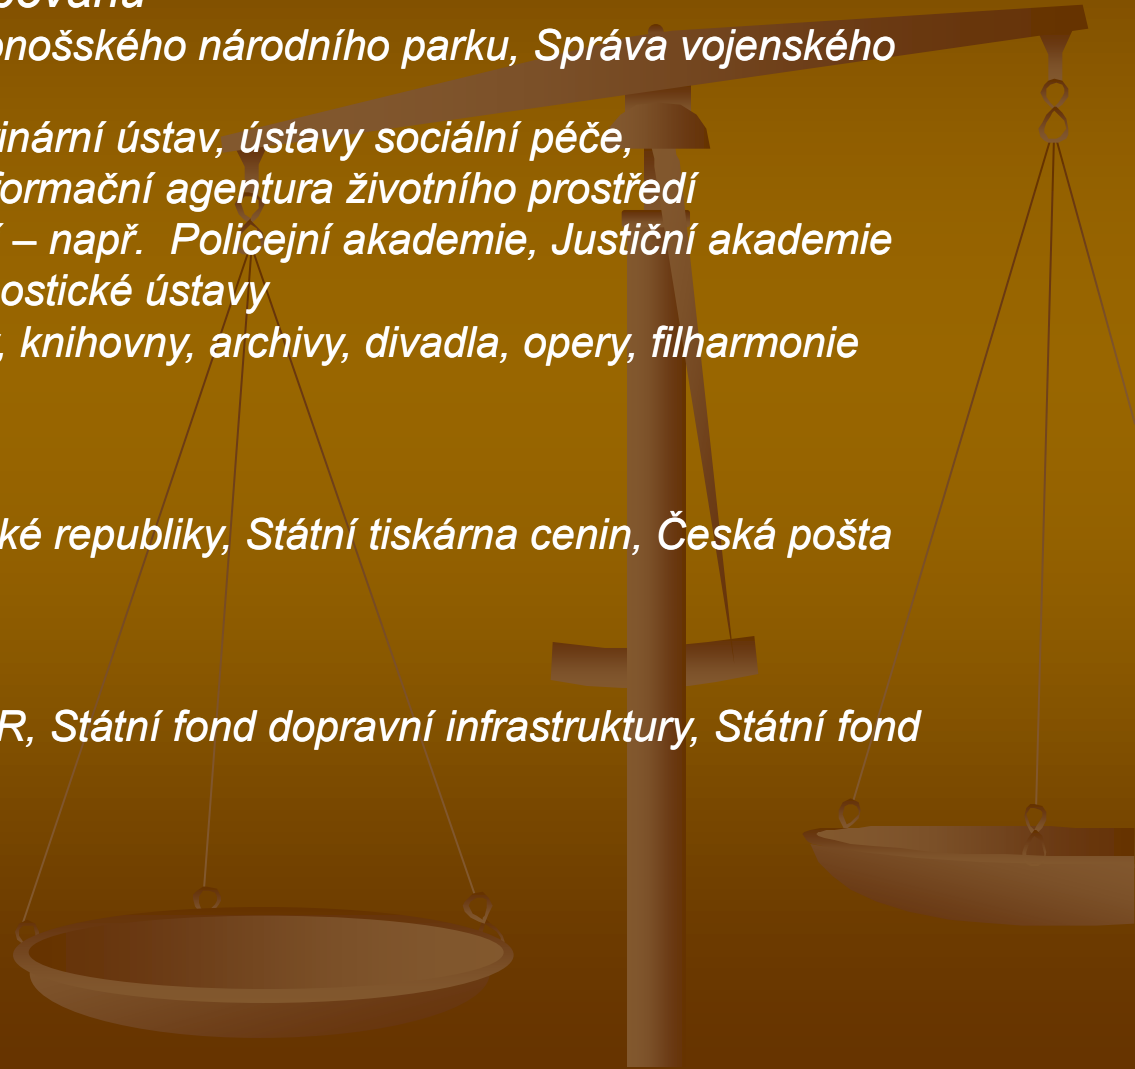 onošského národního parku, Správa vojenského
inární ústav, ústavy sociální péče,
formační agentura životního prostředí
– např. Policejní akademie, Justiční akademie
ostické ústavy
, knihovny, archivy, divadla, opery, filharmonie
ké republiky, Státní tiskárna cenin, Česká pošta
R, Státní fond dopravní infrastruktury, Státní fond